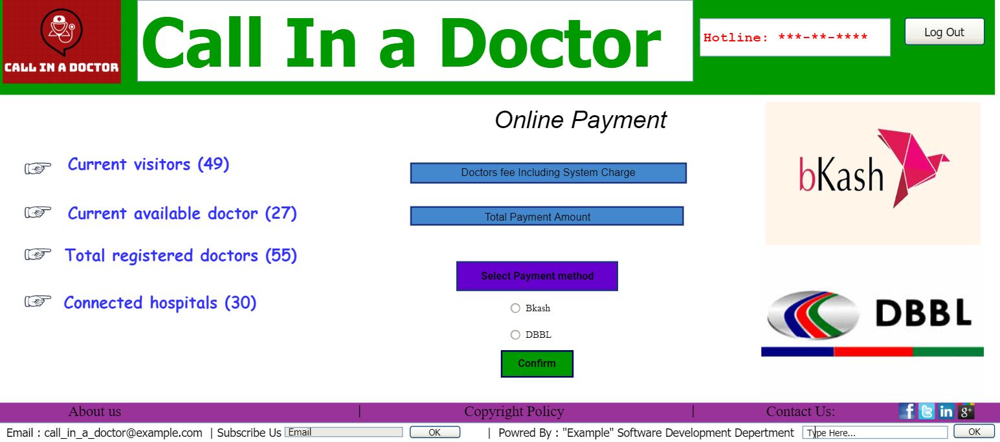 CALL IN A DOCTOR
Call In a Doctor
Hotline: ***-**-****
Log Out
Online Payment
Current visitors (49)
Current available doctor (27)
Total registered doctors (55)
Connected hospitals (30)
Doctors fee Including System Charge
Total Payment Amount
Select Payment method
Bkash
DBBL
Confirm
bKash
DBBL
About us | Copyright Policy | Contact Us: f t in g+
Email : call_in_a_doctor@example.com | Subscribe Us Email OK | Powred By : "Example" Software Development Depertment Type Here... OK